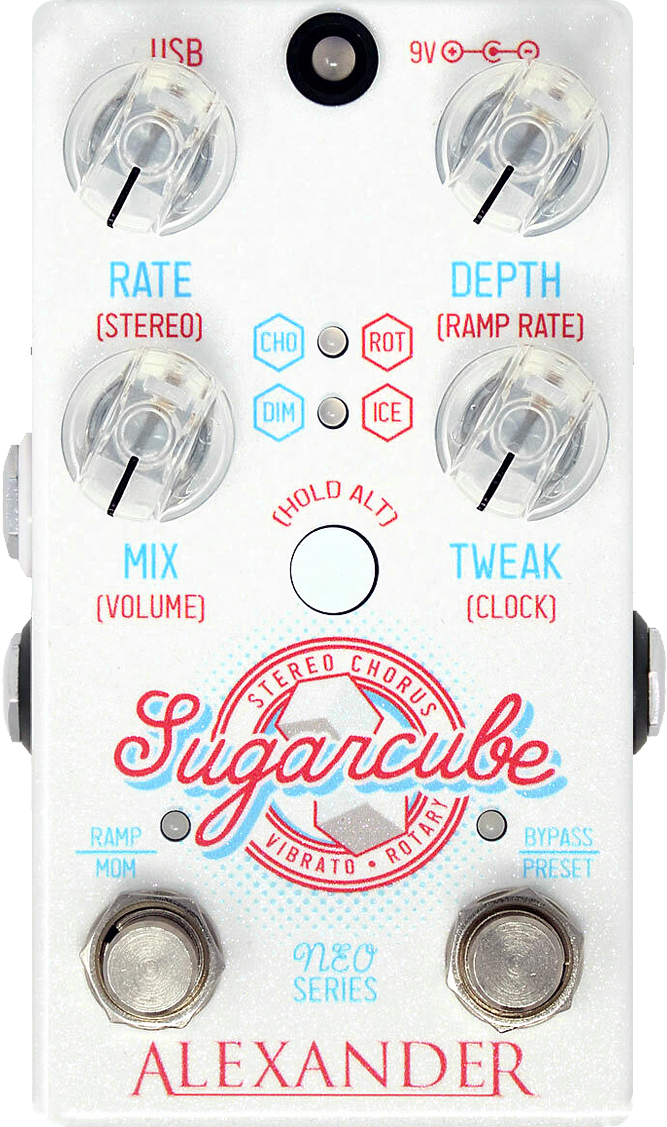 USB
9V
RATE
(STEREO)
DEPTH
(RAMP RATE)
CHO
ROT
DIM
ICE
(HOLD ALT)
MIX
(VOLUME)
TWEAK
(CLOCK)
STEREO CHORUS
Sugarcube
VIBRATO • ROTARY
RAMP
MOM
BYPASS
PRESET
NEO
SERIES
ALEXANDER